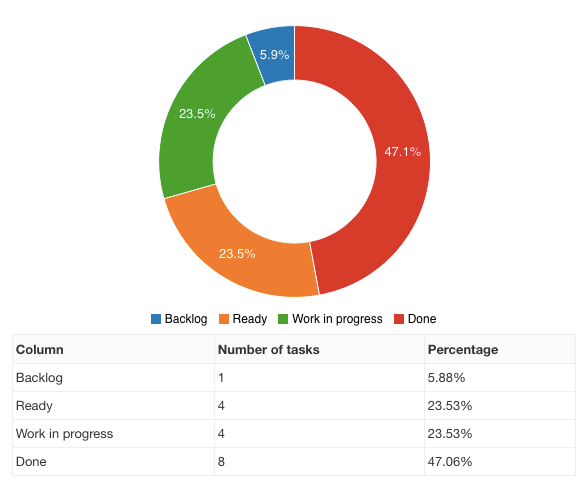 5.9%
23.5%
47.1%
23.5%
Backlog Ready Work in progress Done
Column Number of tasks Percentage
Backlog 1 5.88%
Ready 4 23.53%
Work in progress 4 23.53%
Done 8 47.06%